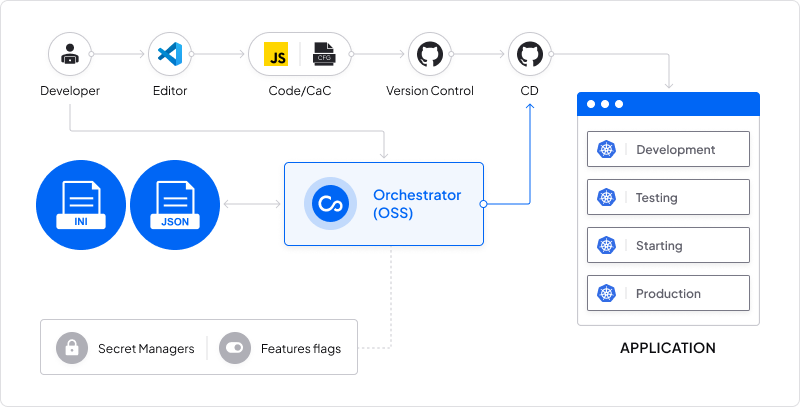 Developer
Editor
JS
CFG
Code/CaC
Version Control
CD
INI
JSON
Orchestrator
(OSS)
Development
Testing
Starting
Production
APPLICATION
Secret Managers
Features flags